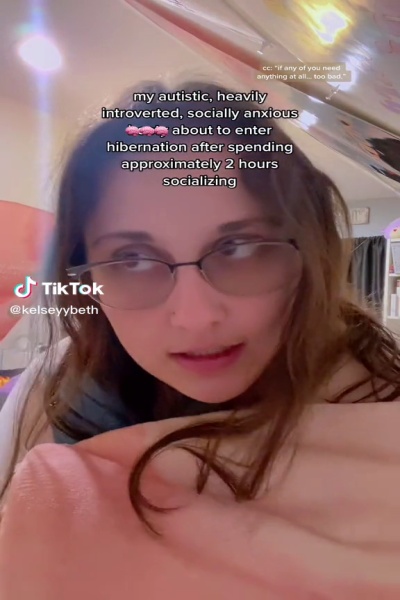 cc: "If any of you need
anything at all... too bad."
my autistic, heavily
introverted, socially anxious
about to enter
hibernation after spending
approximately 2 hours
socializing
TikTok
@kelseyybeth